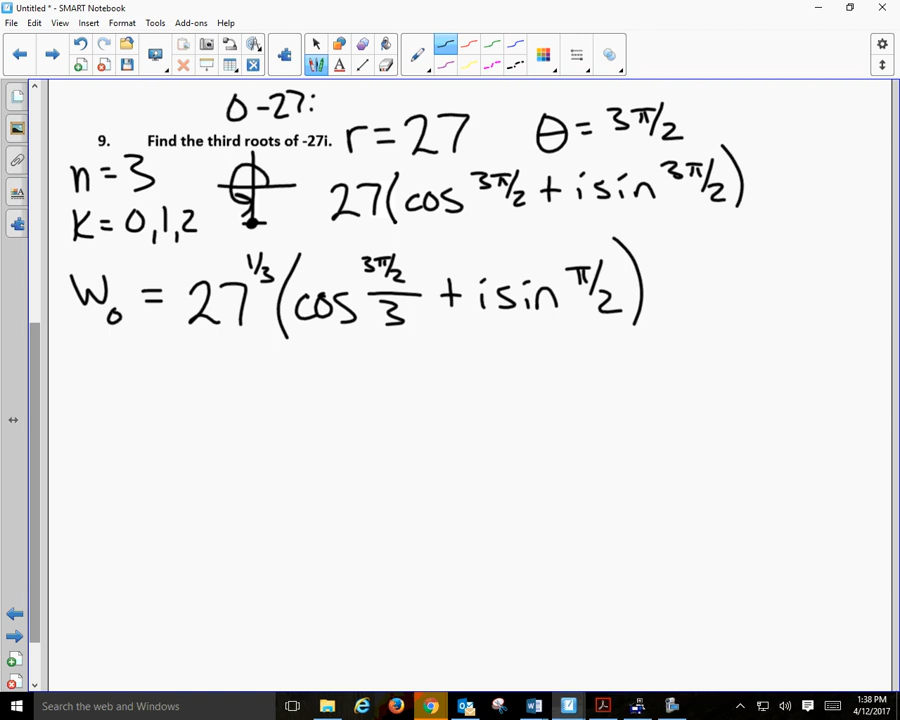 Untitled * - SMART Notebook
File Edit View Insert Format Tools Add-ons Help
0 -27i
9. Find the third roots of -27i. r = 27 θ = 3π/2
n = 3
27(cos 3π/2 + i sin 3π/2)
K = 0, 1, 2
W₀ = 27^1/3 (cos 3π/2 / 3 + i sin π/2)
Search the web and Windows
1:38 PM
4/12/2017